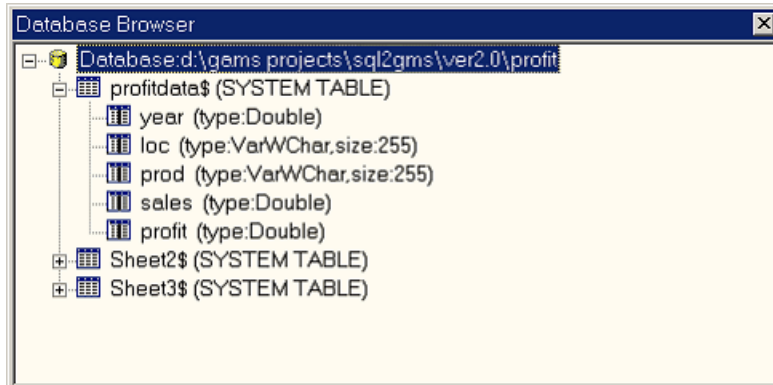 Database Browser
Database:d:\gams projects\sql2gms\ver2.0\profit
profitdata$ (SYSTEM TABLE)
year (type:Double)
loc (type:VarWChar,size:255)
prod (type:VarWChar,size:255)
sales (type:Double)
profit (type:Double)
Sheet2$ (SYSTEM TABLE)
Sheet3$ (SYSTEM TABLE)